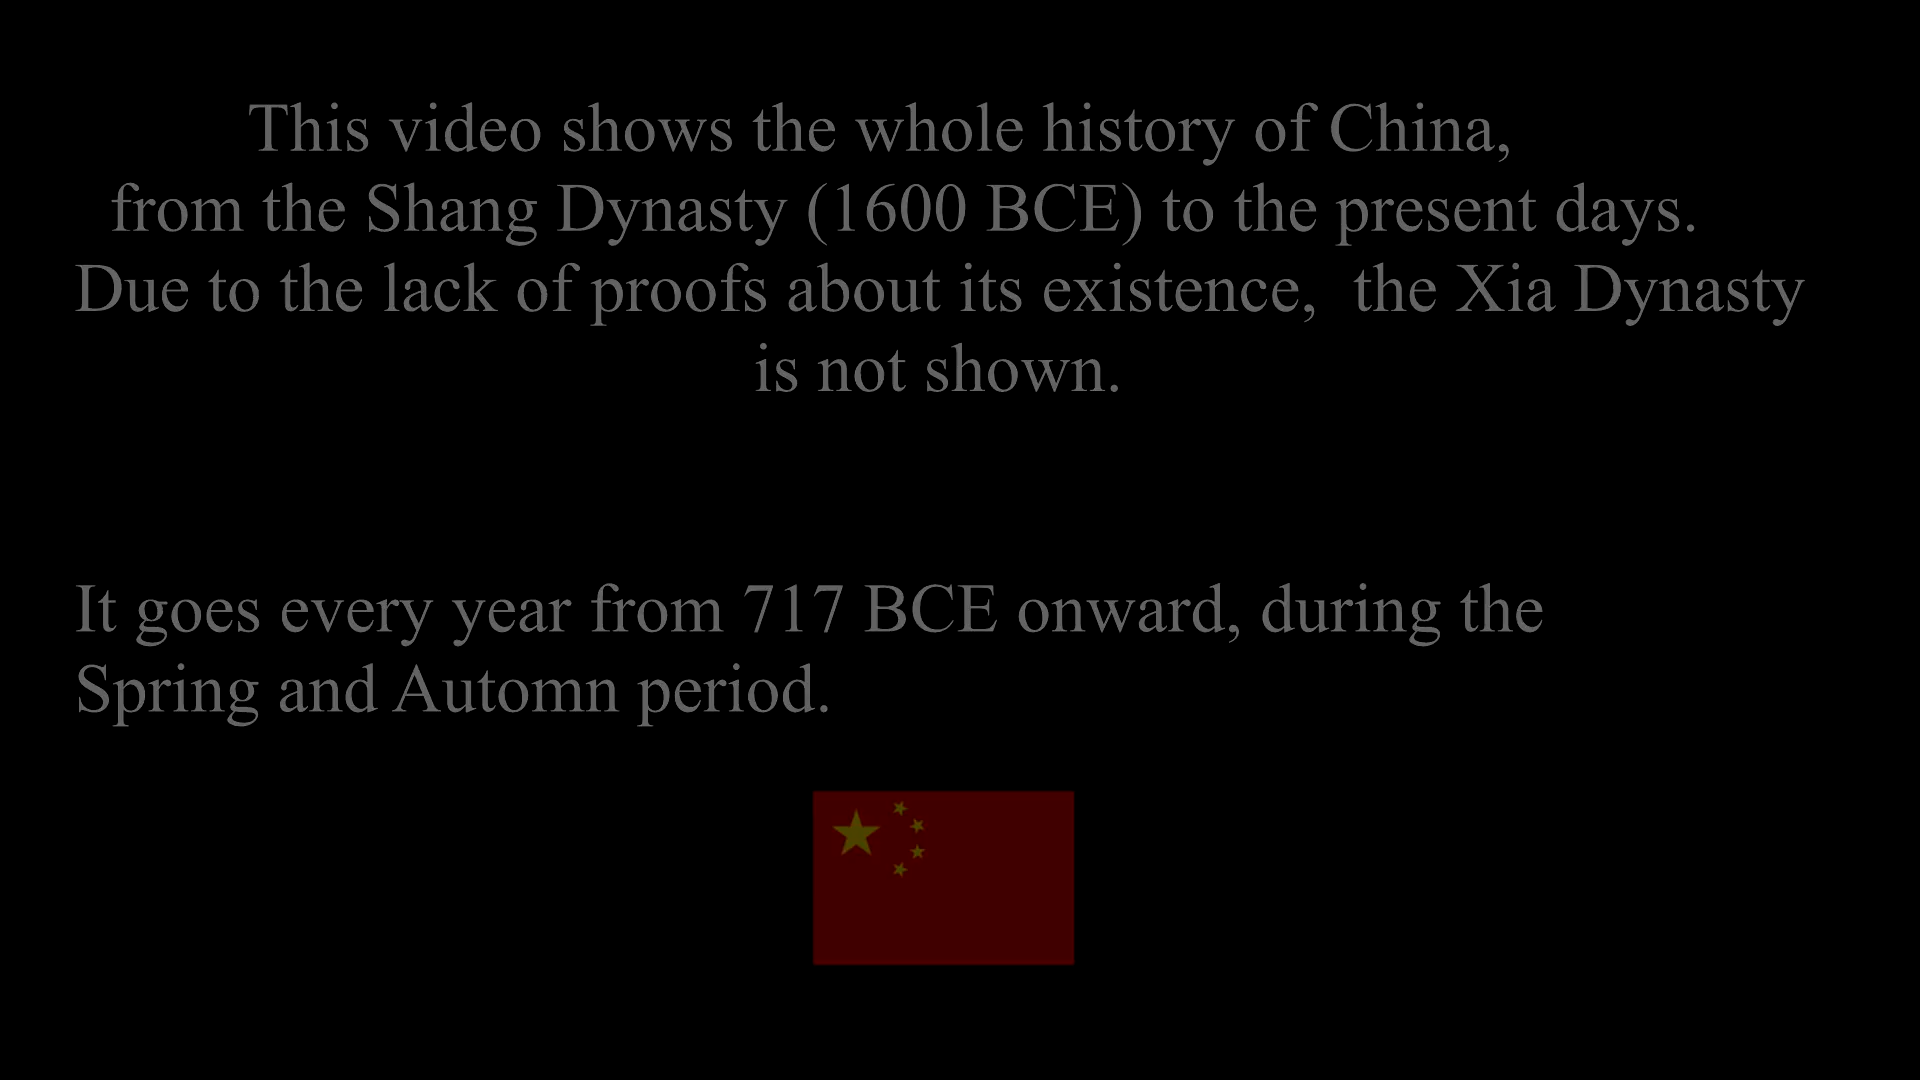 This video shows the whole history of China,
from the Shang Dynasty (1600 BCE) to the present days.
Due to the lack of proofs about its existence,  the Xia Dynasty
is not shown.
It goes every year from 717 BCE onward, during the
Spring and Automn period.